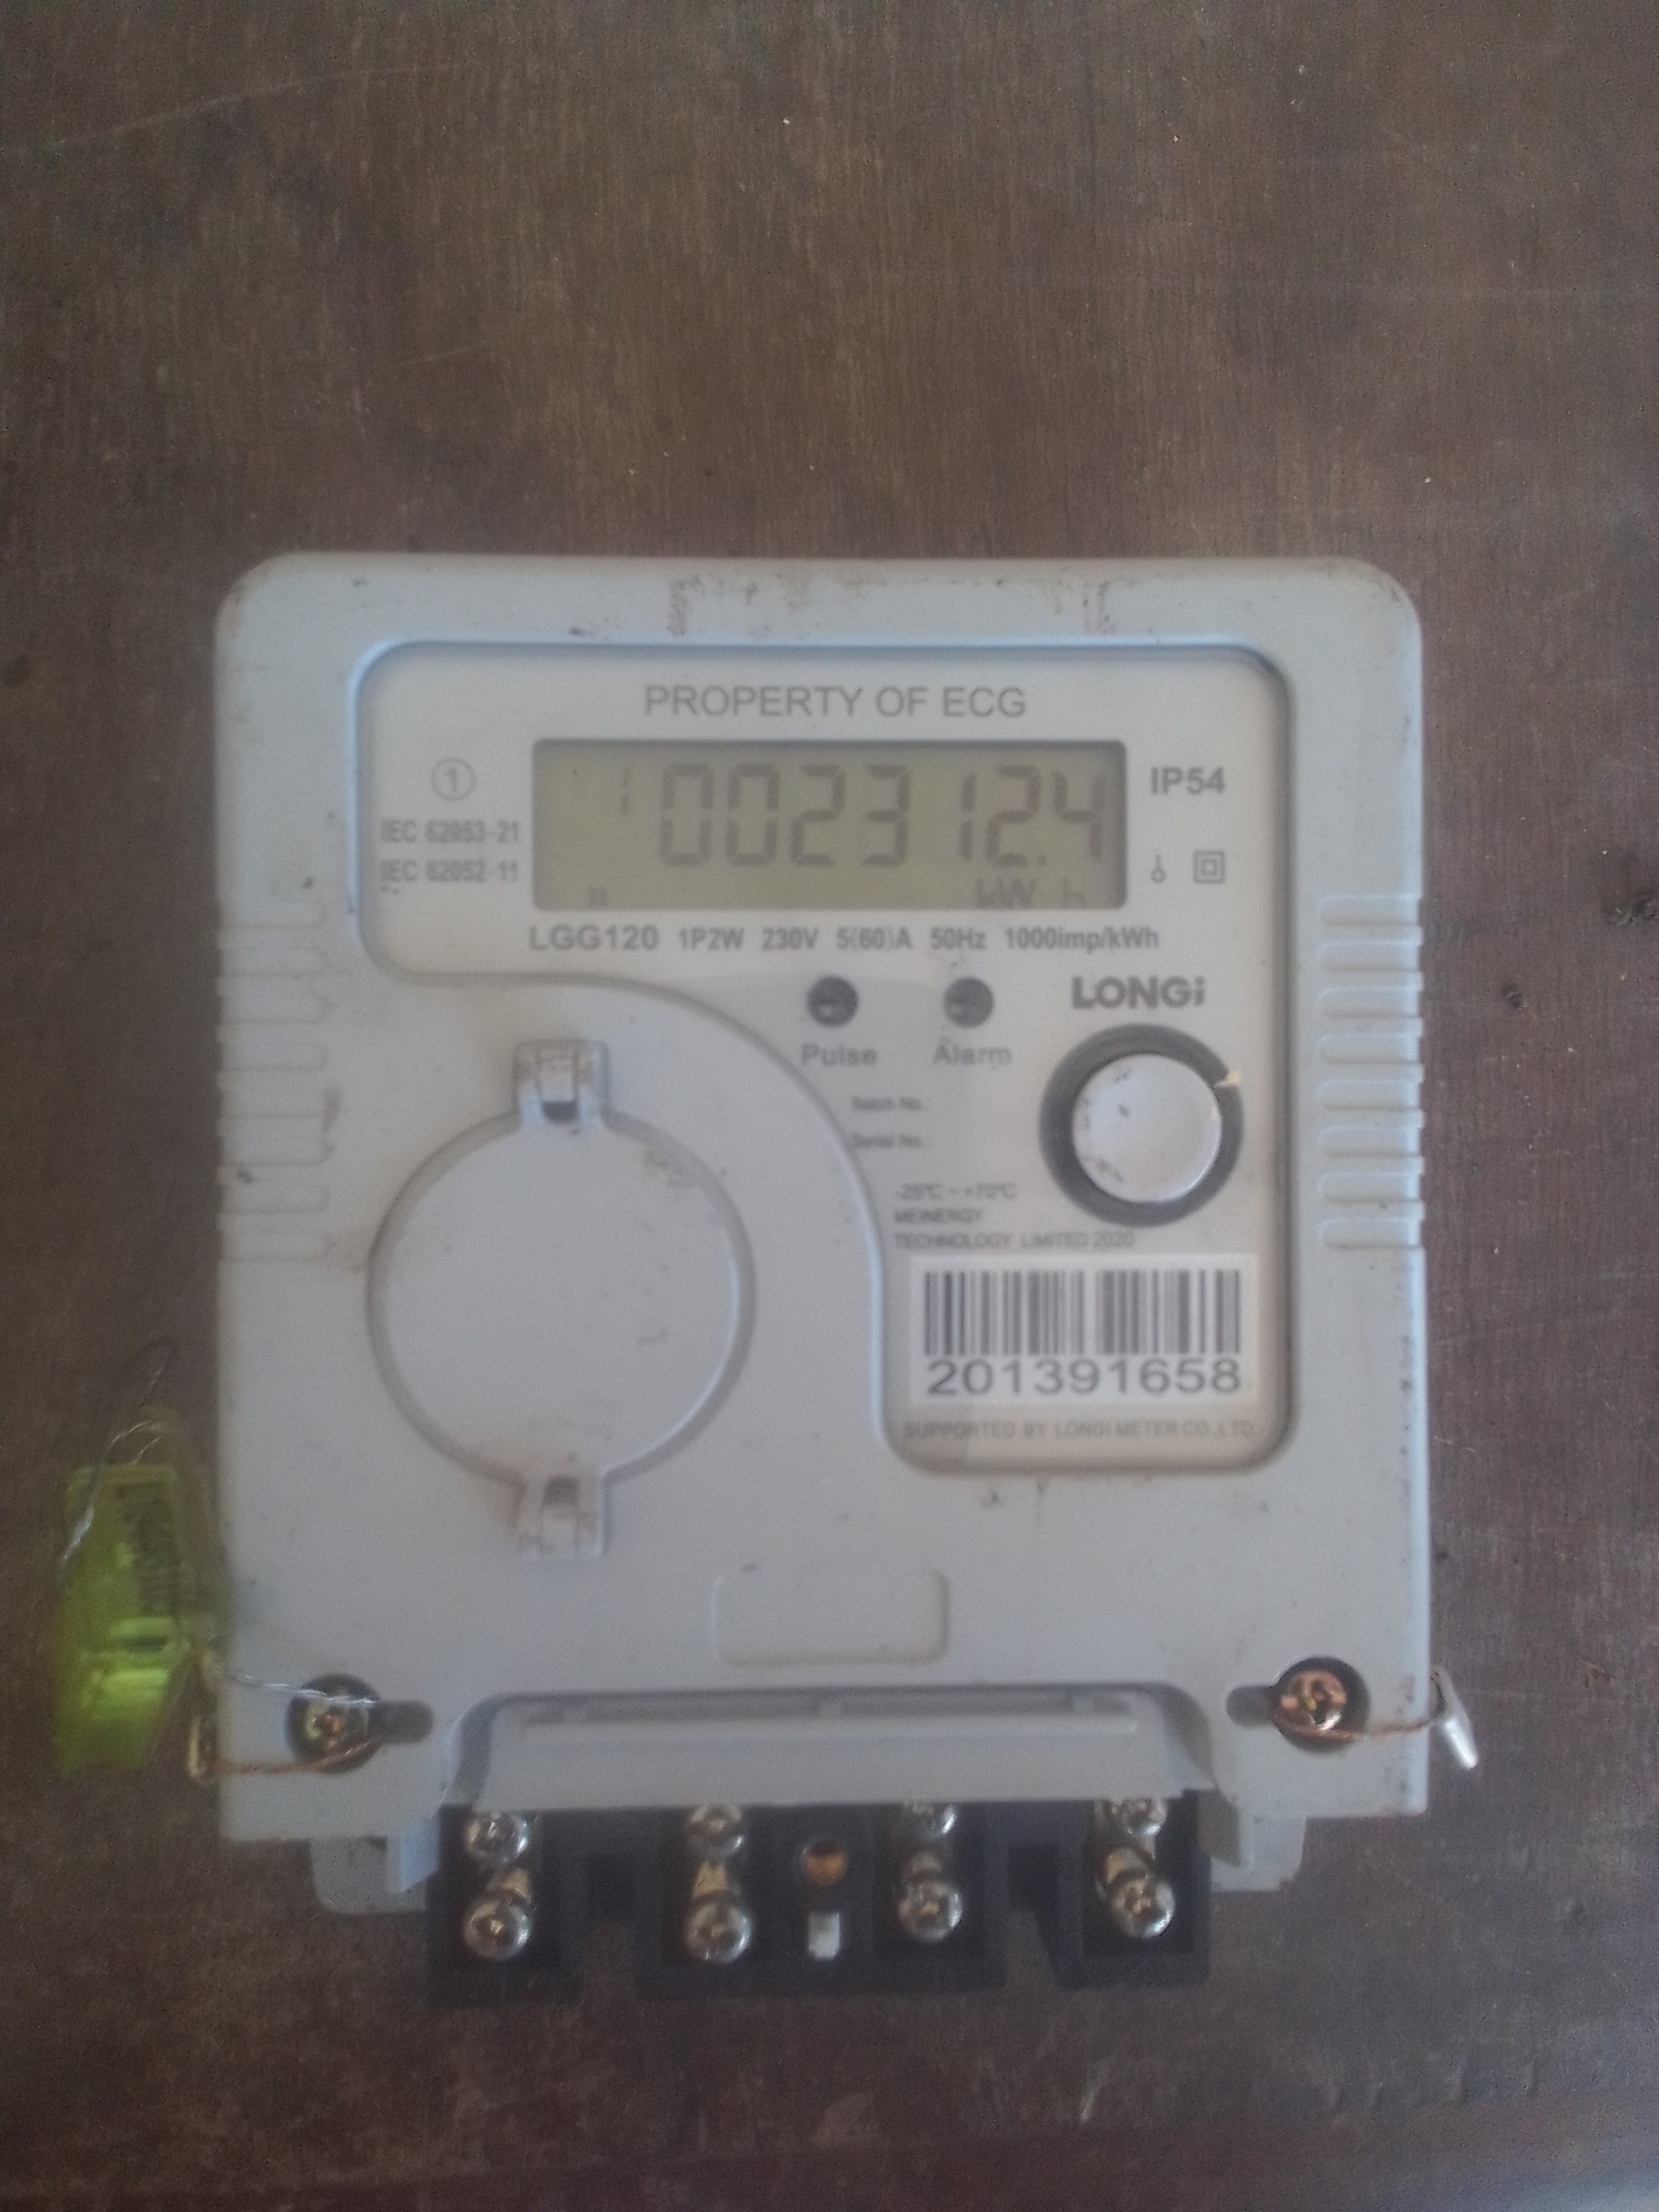 PROPERTY OF ECG
1
1 002312.4
IP54
IEC 62053-21
IEC 62052-11
kWh
LGG120 1P2W 230V 5(60)A 50Hz 1000imp/kWh
LONGi
Pulse Alarm
Batch No.:
Serial No.:
-25℃ ~ +70℃
MEINERGY
TECHNOLOGY LIMITED 2020
201391658
SUPPORTED BY LONGI METER CO.,LTD.